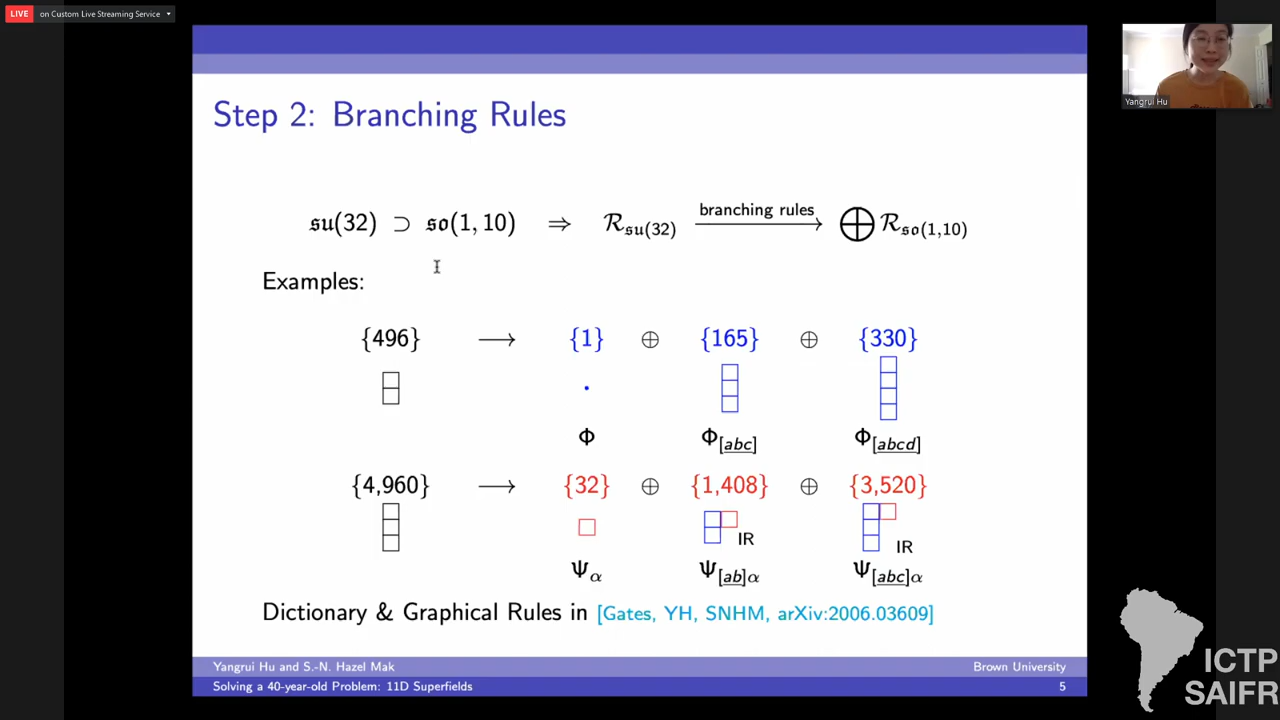 LIVE on Custom Live Streaming Service
Yangrui Hu
Step 2: Branching Rules
𝔰𝔲(32) ⊃ 𝔰𝔬(1, 10) ⇒ ℛ𝔰𝔲(32) branching rules ⟶ ⨁ ℛ𝔰𝔬(1,10)
Examples:
{496} ⟶ {1} ⊕ {165} ⊕ {330}
Φ Φ[abc] Φ[abcd]
{4,960} ⟶ {32} ⊕ {1,408} ⊕ {3,520}
IR IR
Ψα Ψ[ab]α Ψ[abc]α
Dictionary & Graphical Rules in [Gates, YH, SNHM, arXiv:2006.03609]
Yangrui Hu and S.-N. Hazel Mak Brown University
Solving a 40-year-old Problem: 11D Superfields 5
ICTP
SAIFR